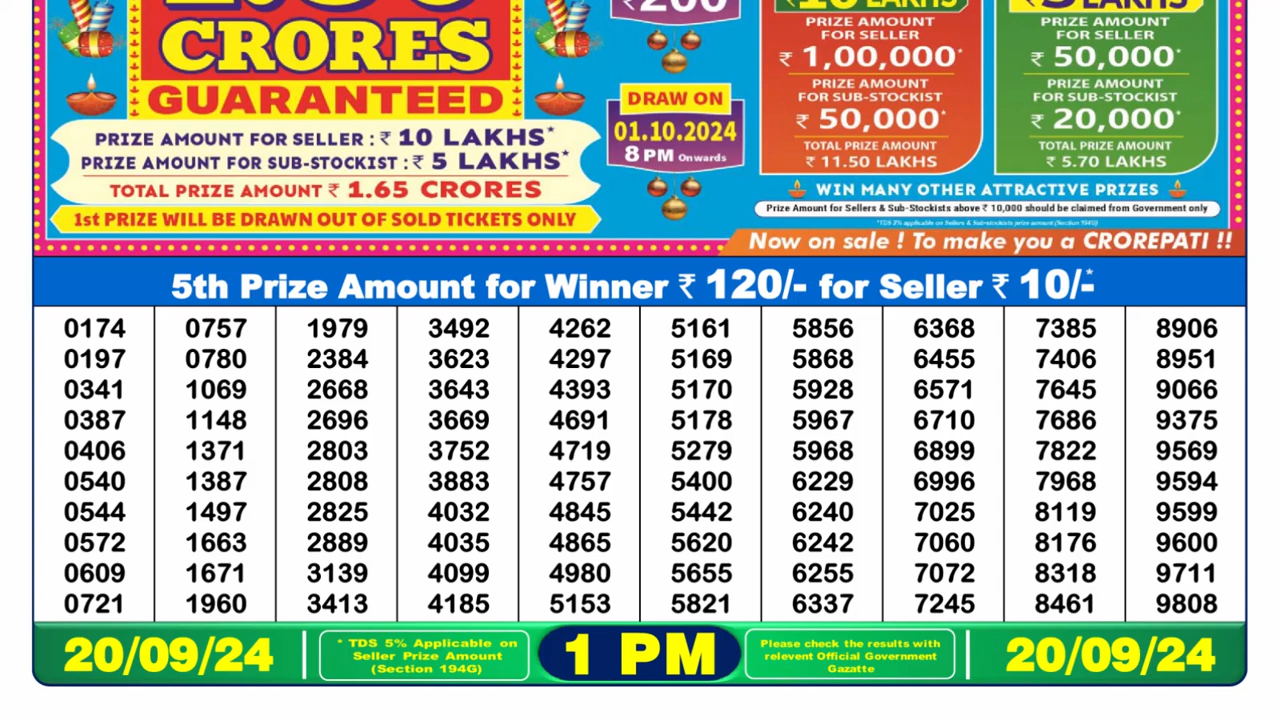 CRORES
GUARANTEED
PRIZE AMOUNT FOR SELLER : ₹ 10 LAKHS*
PRIZE AMOUNT FOR SUB-STOCKIST : ₹ 5 LAKHS*
TOTAL PRIZE AMOUNT ₹ 1.65 CRORES
1st PRIZE WILL BE DRAWN OUT OF SOLD TICKETS ONLY
₹200
DRAW ON
01.10.2024
8 PM Onwards
₹10 LAKHS
PRIZE AMOUNT
FOR SELLER
₹ 1,00,000*
PRIZE AMOUNT
FOR SUB-STOCKIST
₹ 50,000*
TOTAL PRIZE AMOUNT
₹ 11.50 LAKHS
₹5 LAKHS
PRIZE AMOUNT
FOR SELLER
₹ 50,000*
PRIZE AMOUNT
FOR SUB-STOCKIST
₹ 20,000*
TOTAL PRIZE AMOUNT
₹ 5.70 LAKHS
WIN MANY OTHER ATTRACTIVE PRIZES
Prize Amount for Sellers & Sub-Stockists above ₹ 10,000 should be claimed from Government only
Now on sale ! To make you a CROREPATI !!
5th Prize Amount for Winner ₹ 120/- for Seller ₹ 10/-*
0174 0757 1979 3492 4262 5161 5856 6368 7385 8906
0197 0780 2384 3623 4297 5169 5868 6455 7406 8951
0341 1069 2668 3643 4393 5170 5928 6571 7645 9066
0387 1148 2696 3669 4691 5178 5967 6710 7686 9375
0406 1371 2803 3752 4719 5279 5968 6899 7822 9569
0540 1387 2808 3883 4757 5400 6229 6996 7968 9594
0544 1497 2825 4032 4845 5442 6240 7025 8119 9599
0572 1663 2889 4035 4865 5620 6242 7060 8176 9600
0609 1671 3139 4099 4980 5655 6255 7072 8318 9711
0721 1960 3413 4185 5153 5821 6337 7245 8461 9808
20/09/24
* TDS 5% Applicable on
Seller Prize Amount
(Section 194G)
1 PM
Please check the results with
relevent Official Government
Gazatte
20/09/24